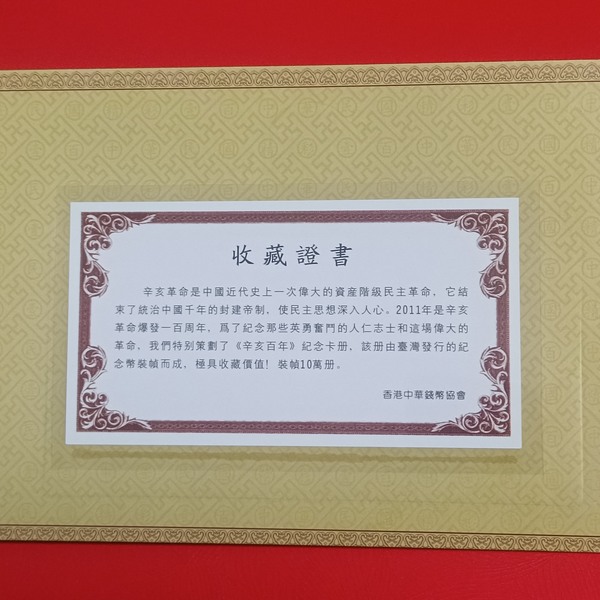 收藏證書
辛亥革命是中國近代史上一次偉大的資産階級民主革命，它結
束了統治中國千年的封建帝制，使民主思想深入人心。2011年是辛亥
革命爆發一百周年，爲了紀念那些英勇奮鬥的人仁志士和這場偉大的
革命，我們特别策劃了《辛亥百年》紀念卡册、該册由臺灣發行的紀
念幣裝幀而成，極具收藏價值！裝幀10萬册。
香港中華錢幣協會